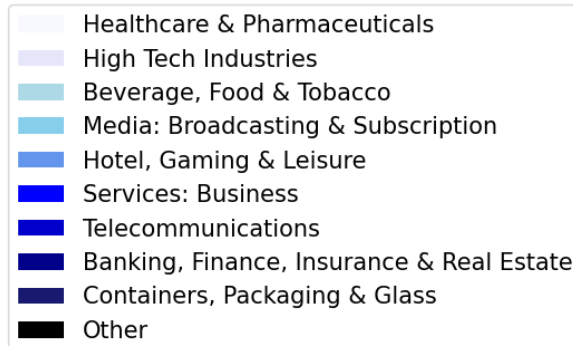 Healthcare & Pharmaceuticals
High Tech Industries
Beverage, Food & Tobacco
Media: Broadcasting & Subscription
Hotel, Gaming & Leisure
Services: Business
Telecommunications
Banking, Finance, Insurance & Real Estate
Containers, Packaging & Glass
Other